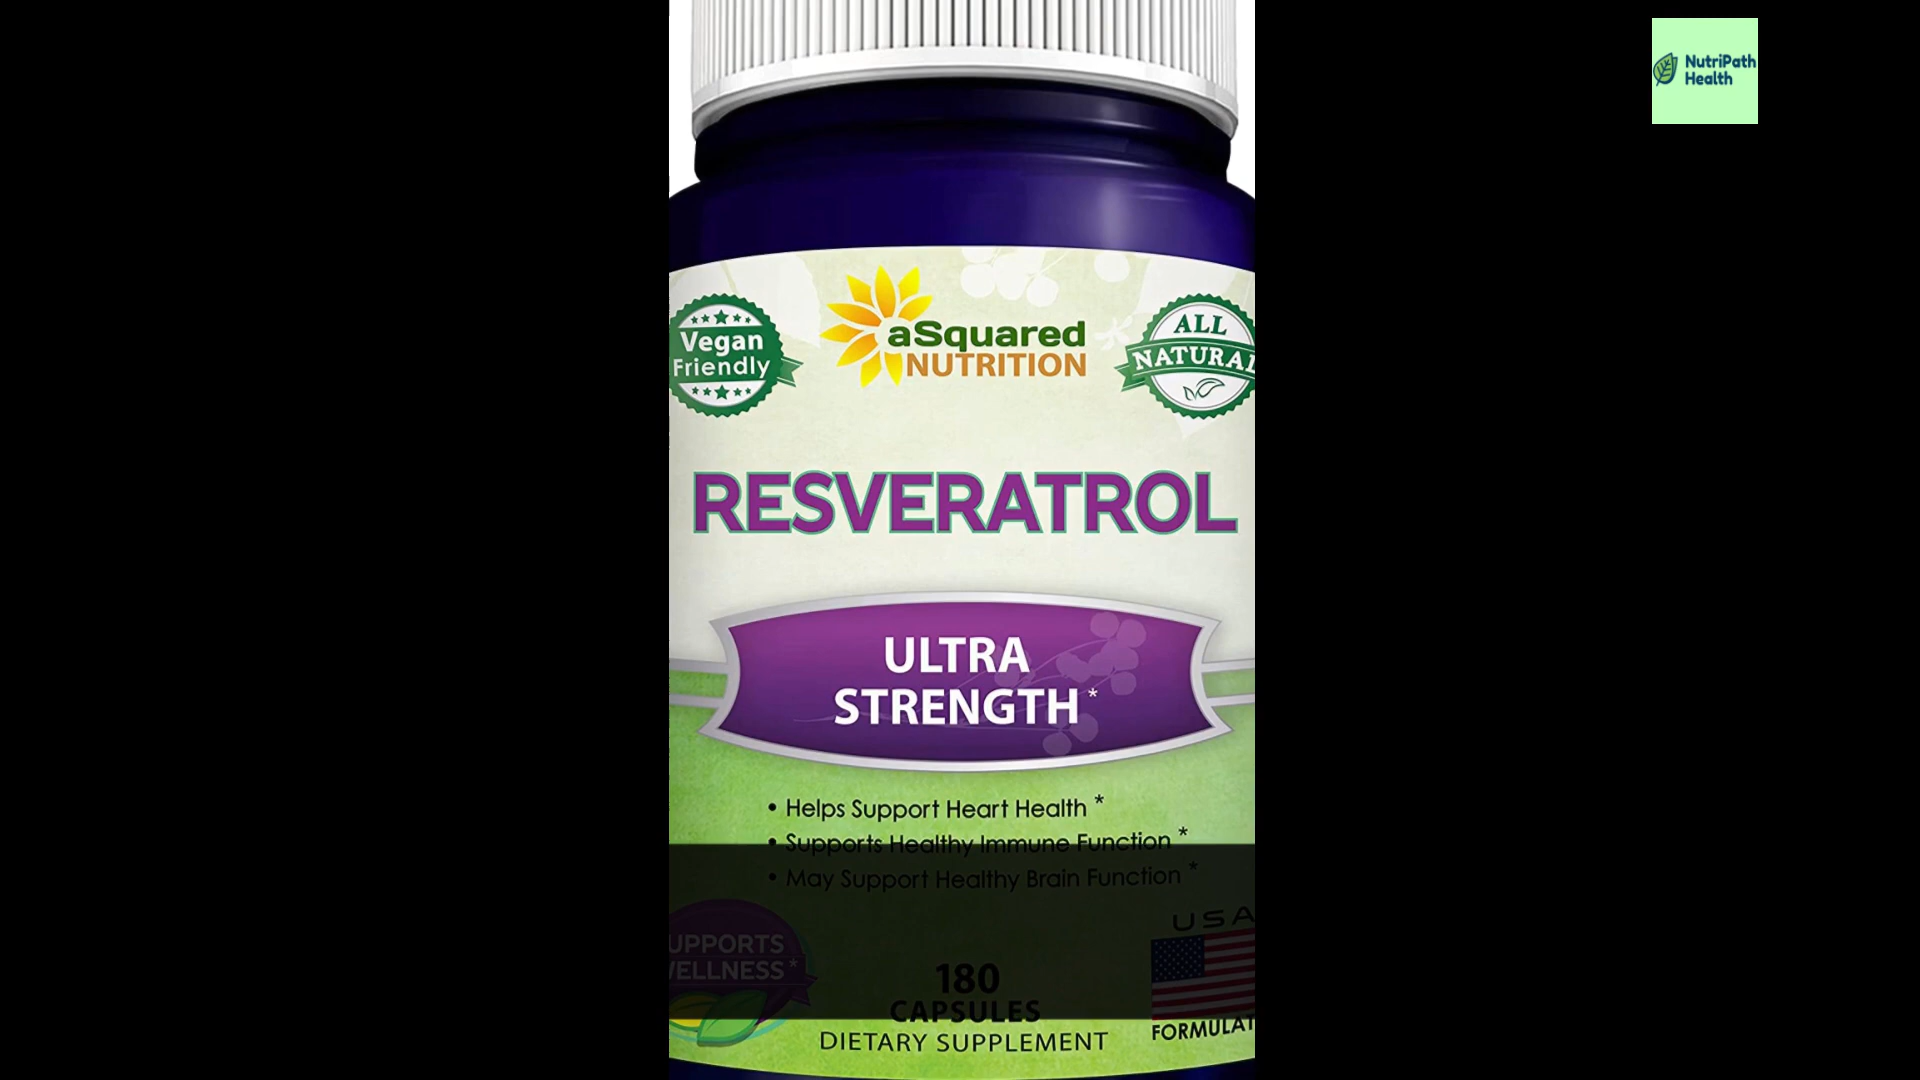 NutriPath
Health
Vegan
Friendly
aSquared
NUTRITION
ALL
NATURAL
RESVERATROL
ULTRA
STRENGTH*
• Helps Support Heart Health *
• Supports Healthy Immune Function *
• May Support Healthy Brain Function *
UPPORTS
ELLNESS*
USA
180
CAPSULES
DIETARY SUPPLEMENT
FORMULAT